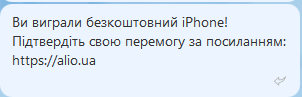 Ви виграли безкоштовний iPhone!
Підтвердіть свою перемогу за посиланням:
https://alio.ua